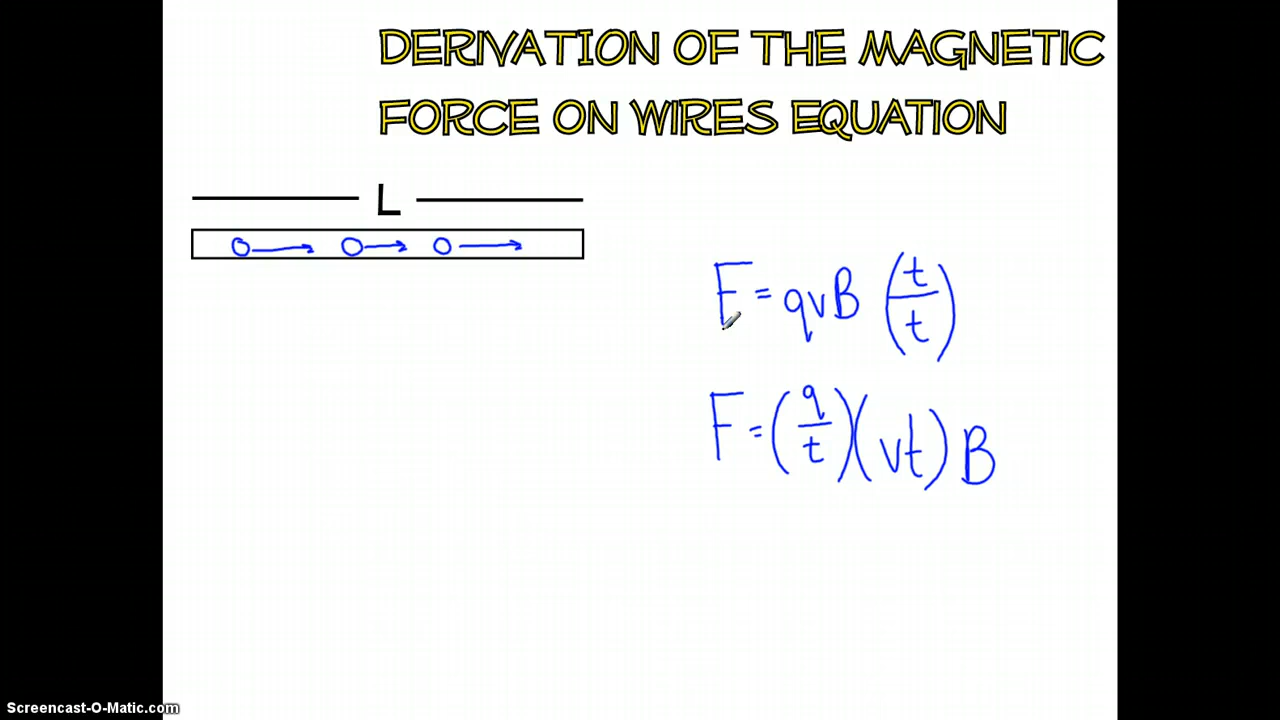 DERIVATION OF THE MAGNETIC
FORCE ON WIRES EQUATION
L
F = qvB (t/t)
F = (q/t)(vt) B
Screencast-O-Matic.com